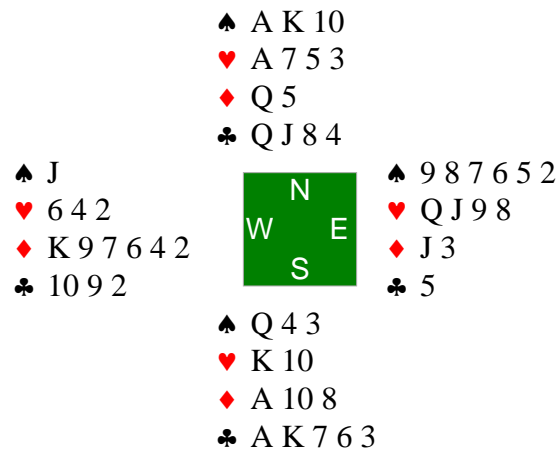 ♠ A K 10
♥ A 7 5 3
♦ Q 5
♣ Q J 8 4
♠ J
♥ 6 4 2
♦ K 9 7 6 4 2
♣ 10 9 2
N
W E
S
♠ 9 8 7 6 5 2
♥ Q J 9 8
♦ J 3
♣ 5
♠ Q 4 3
♥ K 10
♦ A 10 8
♣ A K 7 6 3